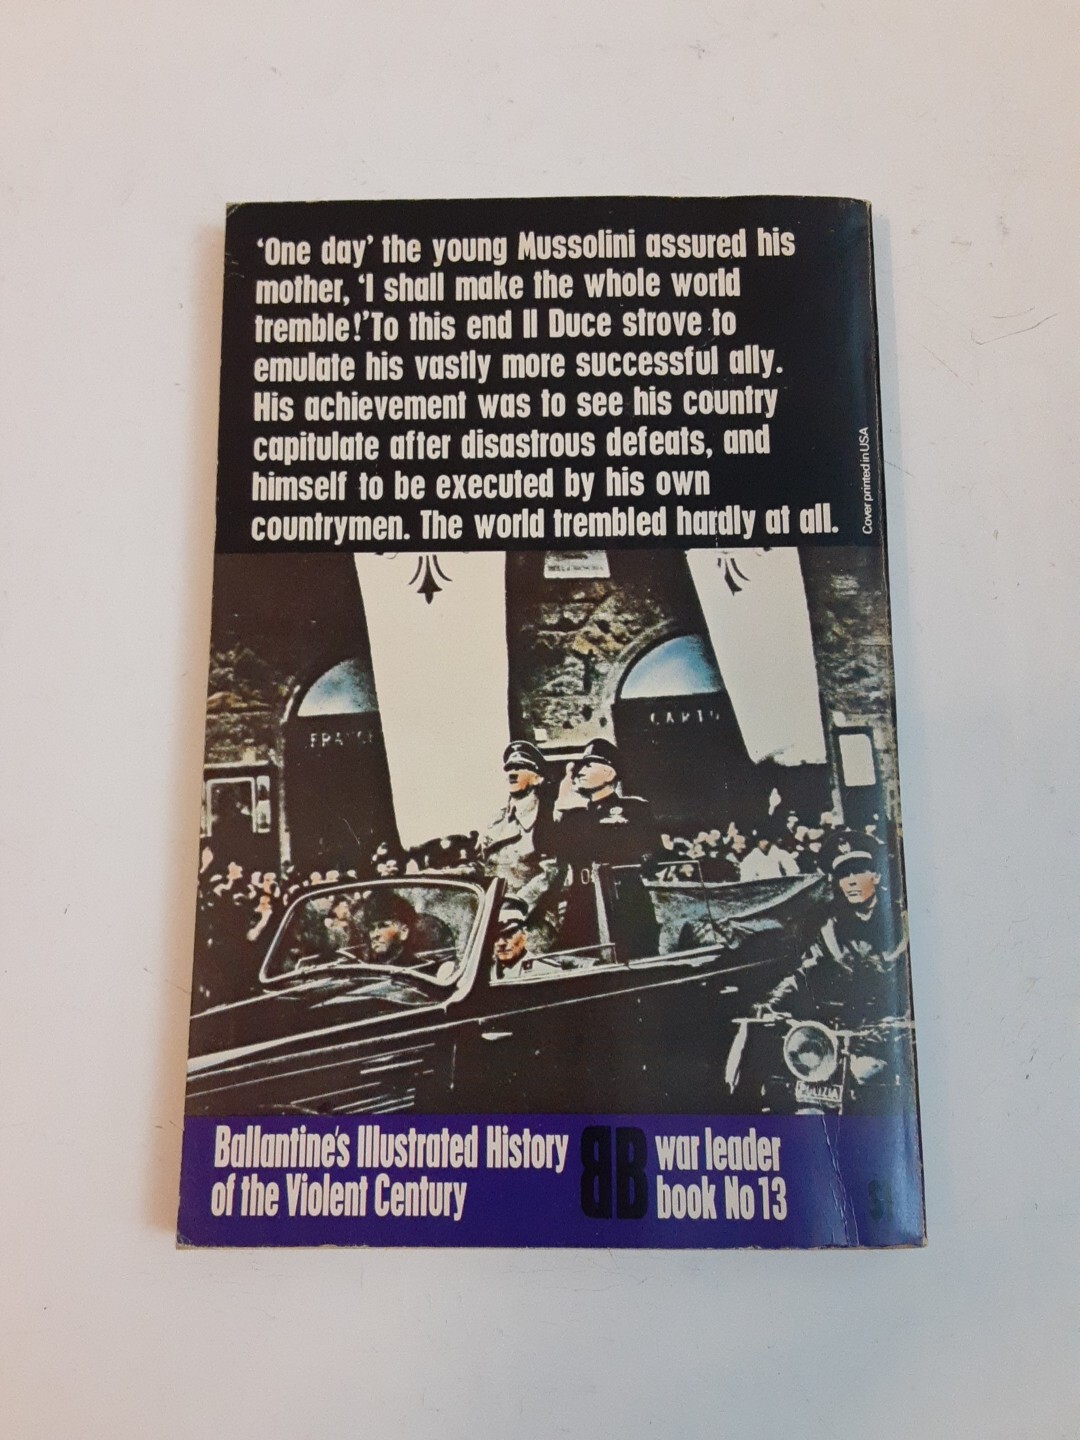 ‘One day’ the young Mussolini assured his
mother, ‘I shall make the whole world
tremble!’ To this end Il Duce strove to
emulate his vastly more successful ally.
His achievement was to see his country
capitulate after disastrous defeats, and
himself to be executed by his own
countrymen. The world trembled hardly at all.
Cover printed in USA
POLIZIA
Ballantine's Illustrated History
of the Violent Century
BB
war leader
book No 13